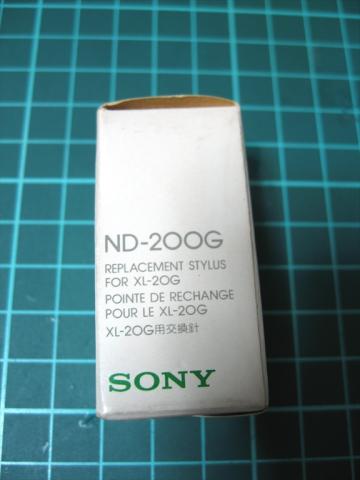 ND-200G
REPLACEMENT STYLUS
FOR XL-20G
POINTE DE RECHANGE
POUR LE XL-20G
XL-20G用交換針
SONY